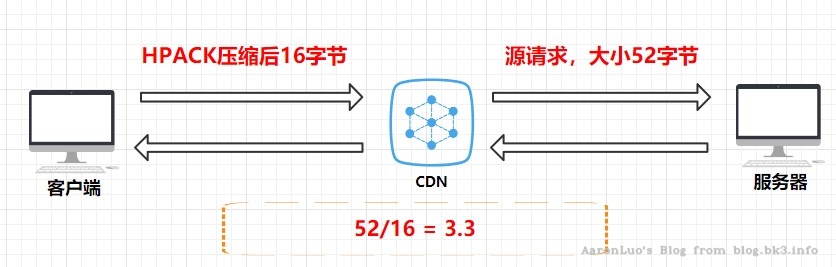 HPACK压缩后16字节
源请求，大小52字节
客户端
CDN
服务器
52/16 = 3.3
AaronLuo's Blog from blog.bk3.info